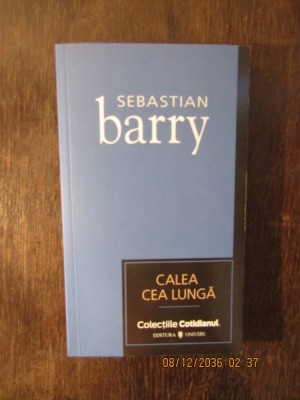 SEBASTIAN
barry
CALEA
CEA LUNGĂ
Colecțiile Cotidianul
EDITURA UNIVERS
08/12/2036 02:37